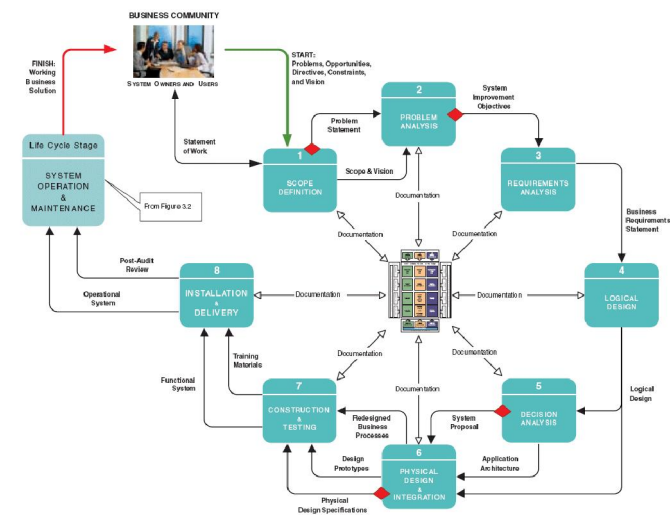 BUSINESS COMMUNITY
SYSTEM OWNERS AND USERS
FINISH:
Working
Business
Solution
START:
Problems, Opportunities,
Directives, Constraints,
and Vision
Statement
of Work
Problem
Statement
Scope & Vision
1
SCOPE
DEFINITION
2
PROBLEM
ANALYSIS
System
Improvement
Objectives
3
REQUIREMENTS
ANALYSIS
Business
Requirements
Statement
Life Cycle Stage
SYSTEM
OPERATION
&
MAINTENANCE
From Figure 3.2
Documentation
Documentation
Documentation
Post-Audit
Review
Operational
System
8
INSTALLATION
&
DELIVERY
Documentation
Documentation
4
LOGICAL
DESIGN
Logical
Design
Documentation
Documentation
Documentation
Functional
System
Training
Materials
7
CONSTRUCTION
&
TESTING
Redesigned
Business
Processes
System
Proposal
5
DECISION
ANALYSIS
Design
Prototypes
6
PHYSICAL
DESIGN
&
INTEGRATION
Application
Architecture
Physical
Design Specifications